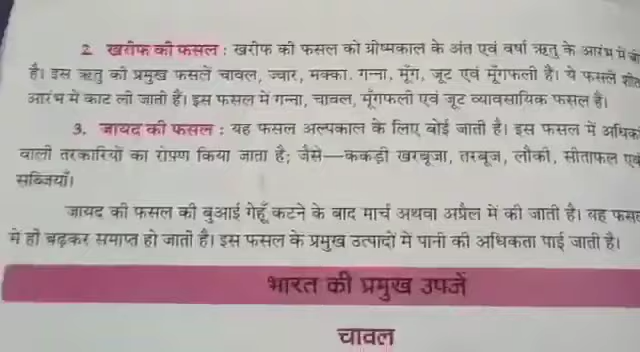 2. खरीफ की फसल : खरीफ की फसल को ग्रीष्मकाल के अंत एवं वर्षा ऋतु के आरंभ में
है। इस ऋतु की प्रमुख फसलें चावल, ज्वार, मक्का, गन्ना, मूँग, जूट एवं मूँगफली हैं। ये फसलें
आरंभ में काट ली जाती हैं। इस फसल में गन्ना, चावल, मूँगफली एवं जूट व्यावसायिक फसल हैं।
3. जायद की फसल : यह फसल अल्पकाल के लिए बोई जाती है। इस फसल में अधिक
वाली तरकारियों का रोपण किया जाता है; जैसे—ककड़ी खरबूजा, तरबूज, लौकी, सीताफल एवं
सब्जियाँ।
जायद की फसल की बुआई गेहूँ कटने के बाद मार्च अथवा अप्रैल में की जाती है। यह
में ही बढ़कर समाप्त हो जाती है। इस फसल के प्रमुख उत्पादों में पानी की अधिकता पाई जाती है।
भारत की प्रमुख उपजें
चावल